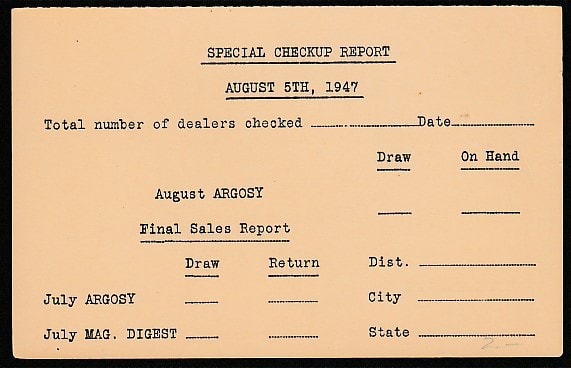 SPECIAL CHECKUP REPORT
AUGUST 5TH, 1947
Total number of dealers checked Date
Draw On Hand
August ARGOSY
Final Sales Report
Draw Return Dist.
July ARGOSY City
July MAG. DIGEST State